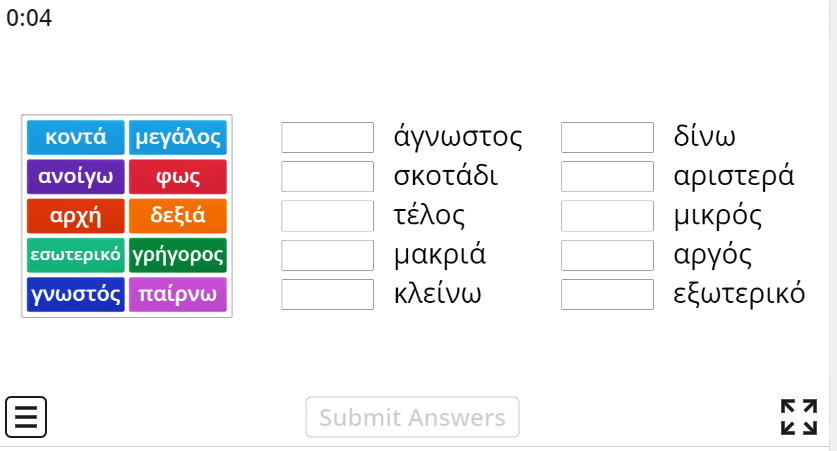 0:04
κοντά μεγάλος
ανοίγω φως
αρχή δεξιά
εσωτερικό γρήγορος
γνωστός παίρνω
άγνωστος
σκοτάδι
τέλος
μακριά
κλείνω
δίνω
αριστερά
μικρός
αργός
εξωτερικό
Submit Answers